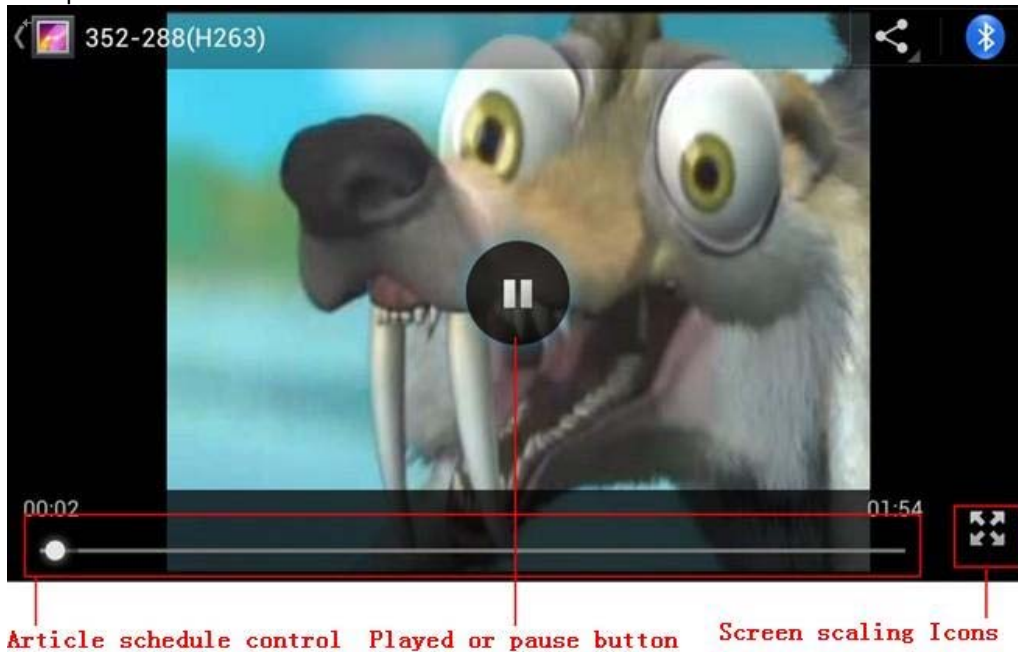 352-288(H263)
00:02
01:54
Article schedule control
Played or pause button
Screen scaling Icons